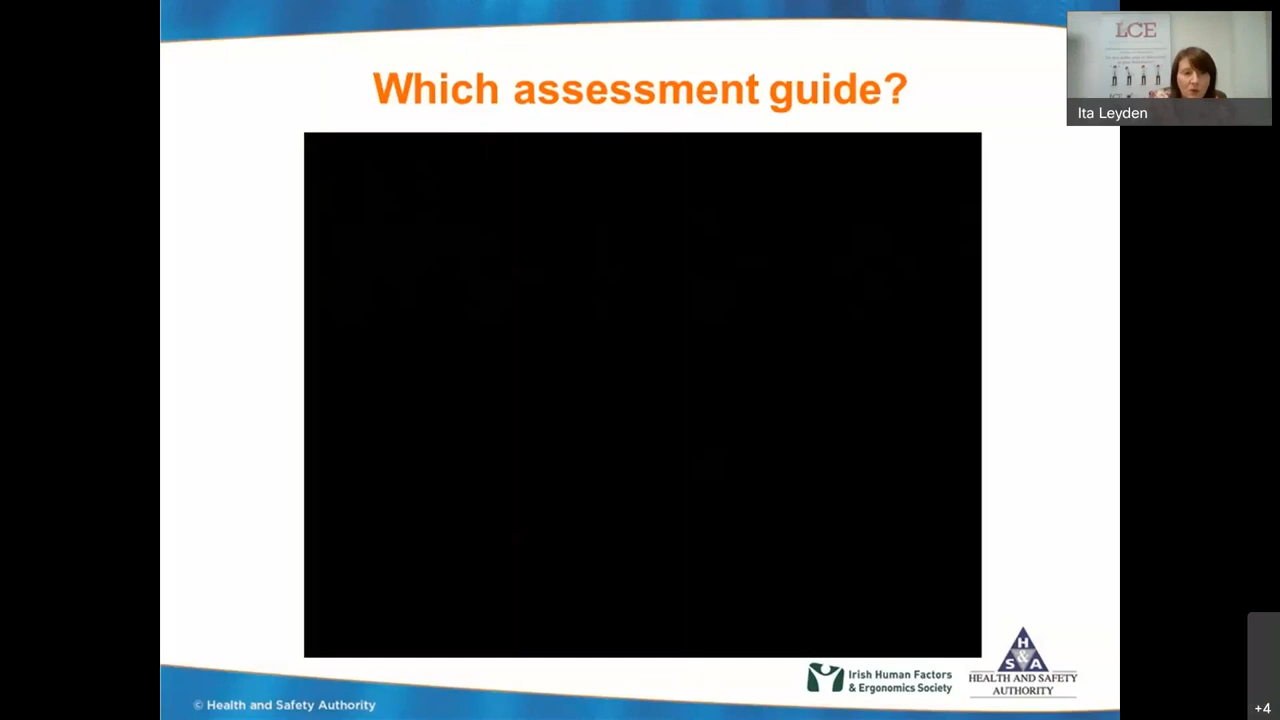 Which assessment guide?
LCE
Ita Leyden
Irish Human Factors
& Ergonomics Society
H
S & A
HEALTH AND SAFETY
AUTHORITY
© Health and Safety Authority
+4